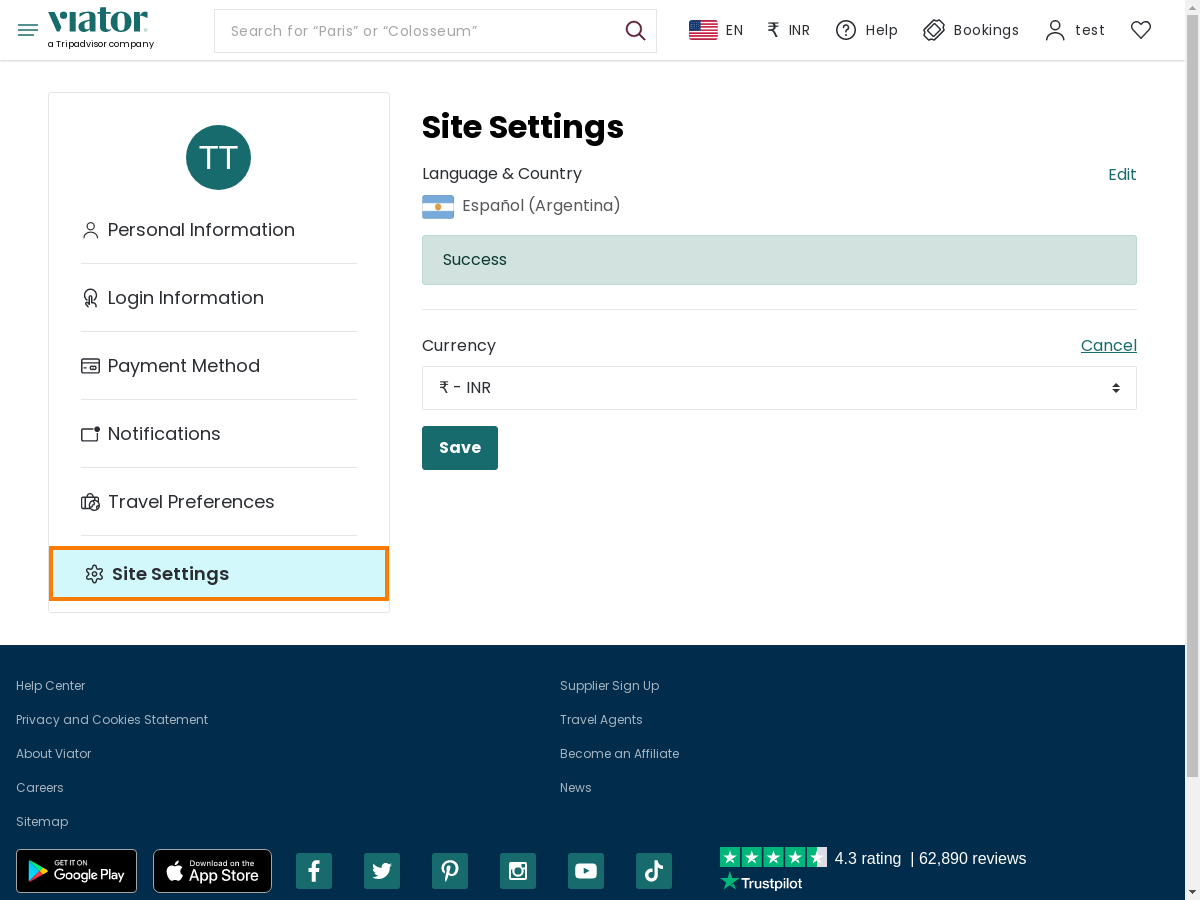 viator
a Tripadvisor company
Search for “Paris” or “Colosseum”
EN
₹ INR
Help
Bookings
test
TT
Personal Information
Login Information
Payment Method
Notifications
Travel Preferences
Site Settings
Site Settings
Language & Country
Edit
Español (Argentina)
Success
Currency
Cancel
₹ - INR
Save
Help Center
Privacy and Cookies Statement
About Viator
Careers
Sitemap
Supplier Sign Up
Travel Agents
Become an Affiliate
News
GET IT ON
Google Play
Download on the
App Store
4.3 rating | 62,890 reviews
Trustpilot